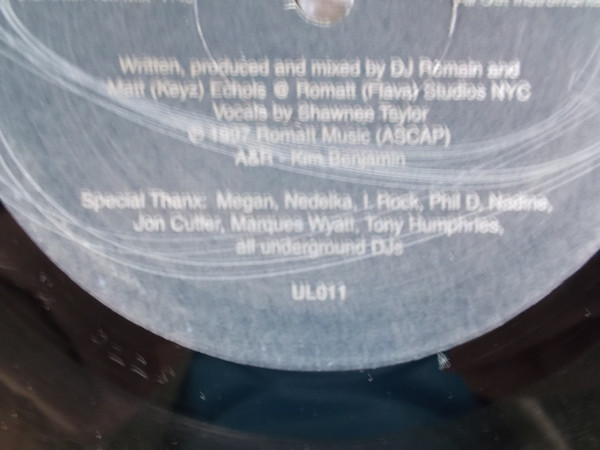 Written, produced and mixed by DJ Romain and
Matt (Keyz) Echols @ Romatt (Flava) Studios NYC
Vocals by Shawnee Taylor
© 1997 Romatt Music (ASCAP)
A&R - Kim Benjamin
Special Thanx: Megan, Nedelka, I. Rock, Phil D, Nadine,
Jon Cutler, Marques Wyatt, Tony Humphries,
all underground DJs
UL011